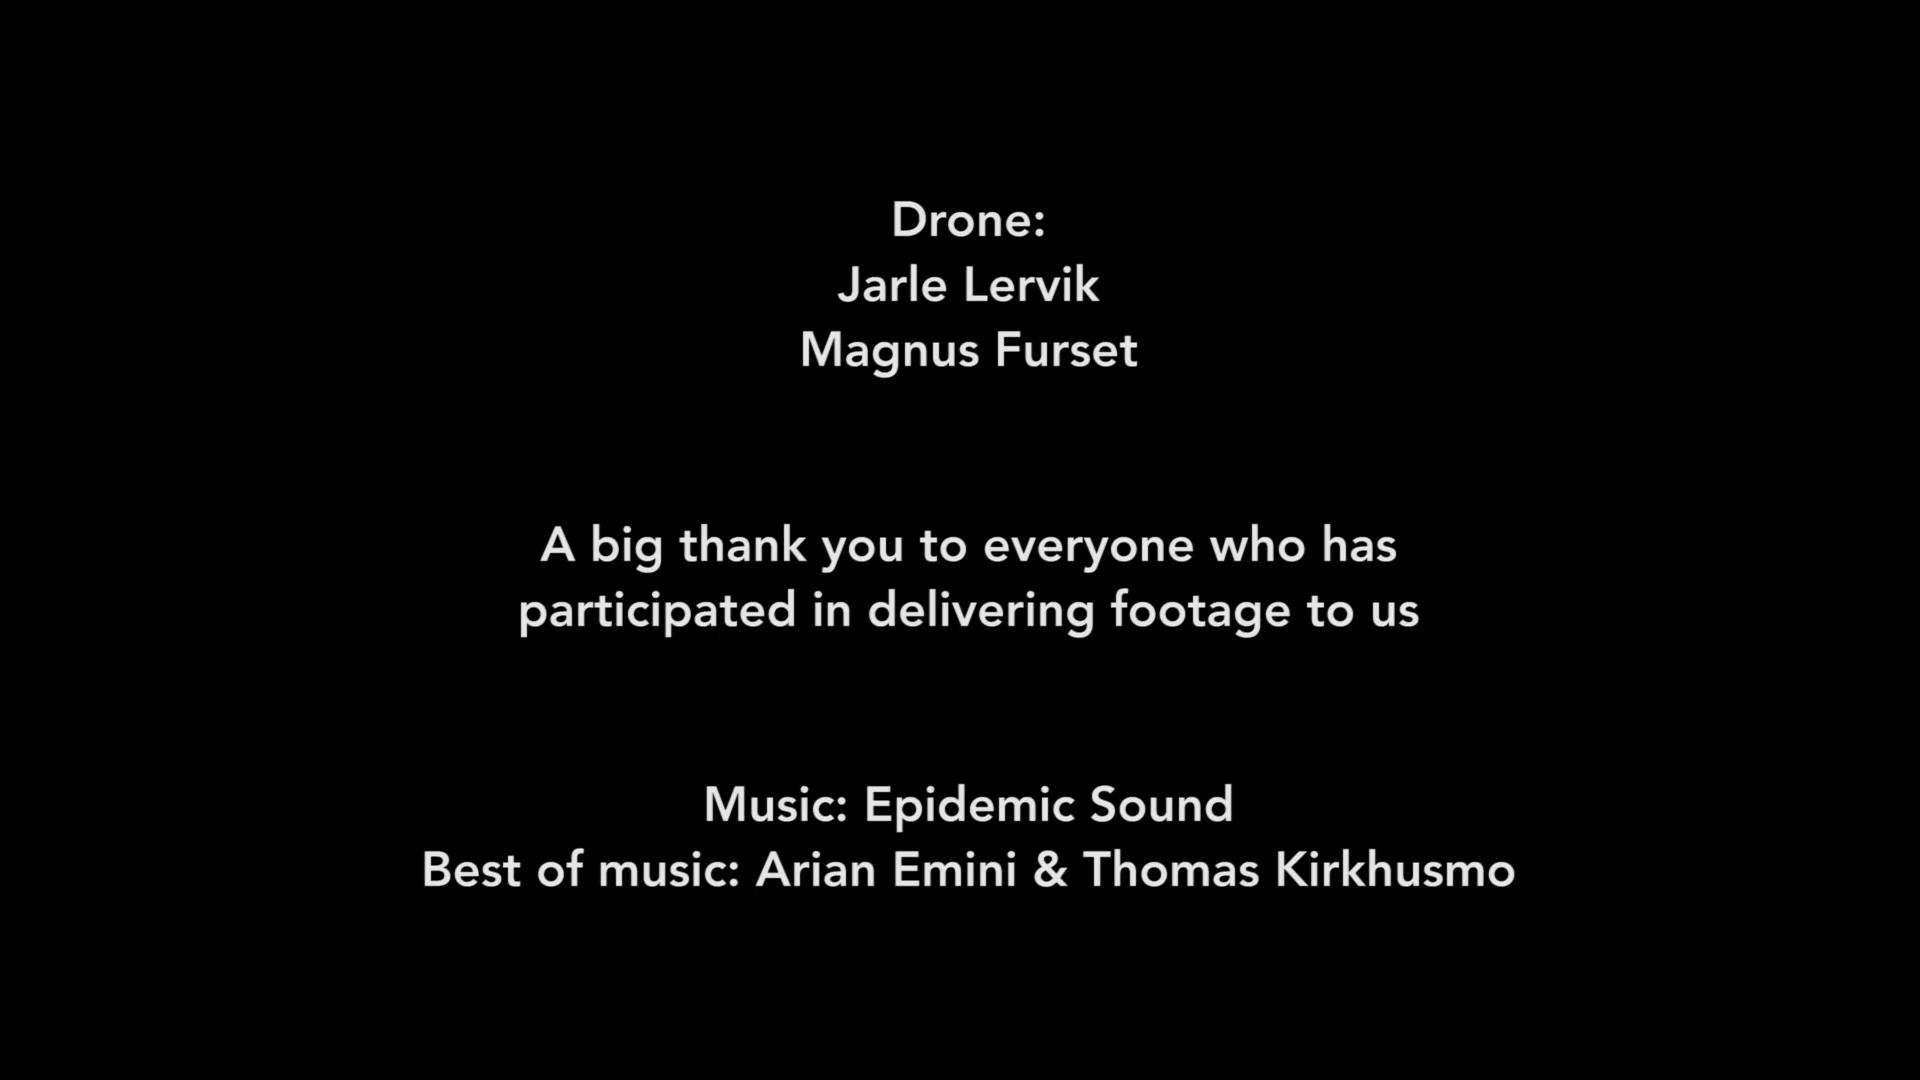 Drone:
Jarle Lervik
Magnus Furset
A big thank you to everyone who has
participated in delivering footage to us
Music: Epidemic Sound
Best of music: Arian Emini & Thomas Kirkhusmo